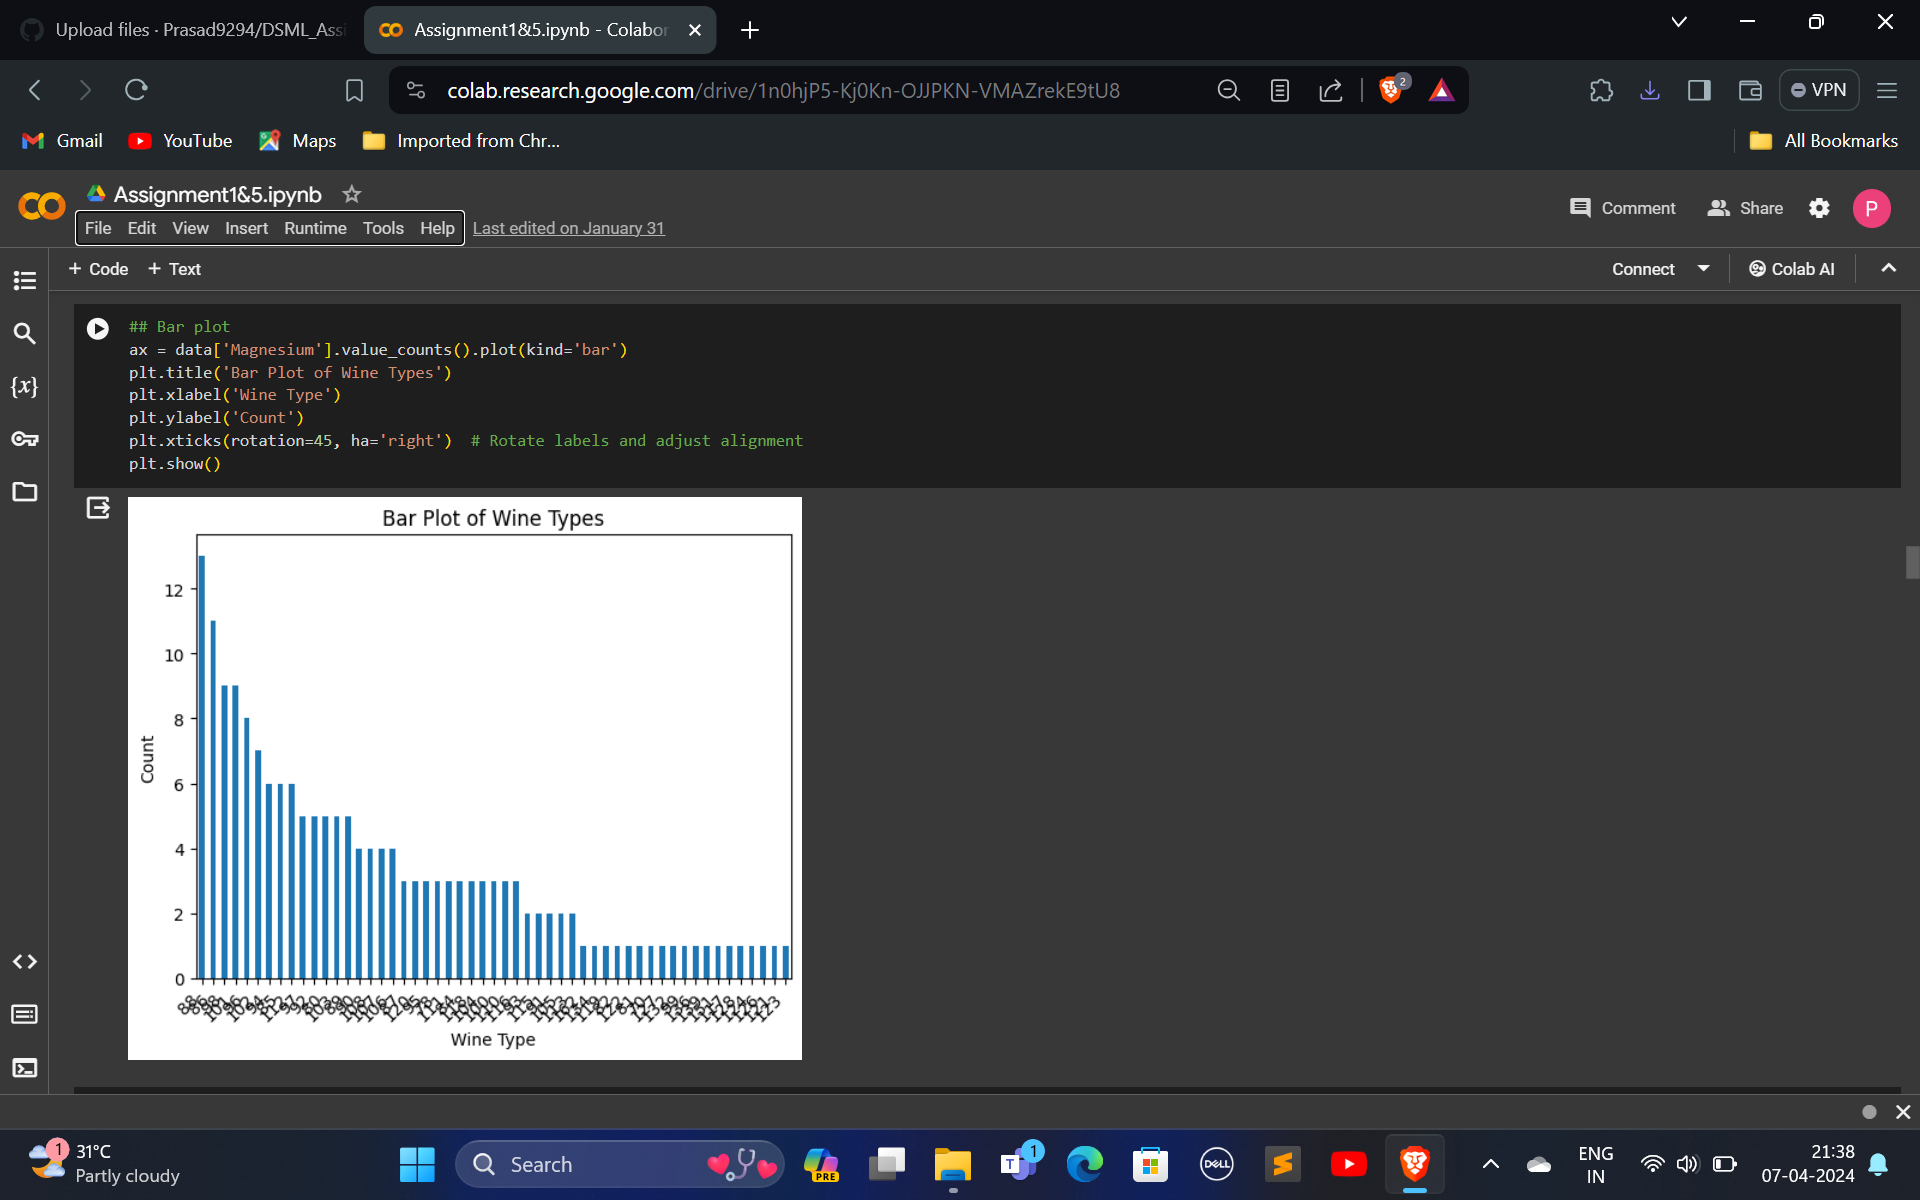 Upload files · Prasad9294/DSML_Assi
Assignment1&5.ipynb - Colabor
colab.research.google.com/drive/1n0hjP5-Kj0Kn-OJJPKN-VMAZrekE9tU8
2
VPN
Gmail
YouTube
Maps
Imported from Chr...
All Bookmarks
Assignment1&5.ipynb
File Edit View Insert Runtime Tools Help
Last edited on January 31
Comment
Share
P
+ Code + Text
Connect
Colab AI
{x}
## Bar plot
ax = data['Magnesium'].value_counts().plot(kind='bar')
plt.title('Bar Plot of Wine Types')
plt.xlabel('Wine Type')
plt.ylabel('Count')
plt.xticks(rotation=45, ha='right')  # Rotate labels and adjust alignment
plt.show()
Bar Plot of Wine Types
12
10
8
6
4
2
0
Count
Wine Type
1
31°C
Partly cloudy
Search
PRE
T
1
DELL
ENG
IN
21:38
07-04-2024